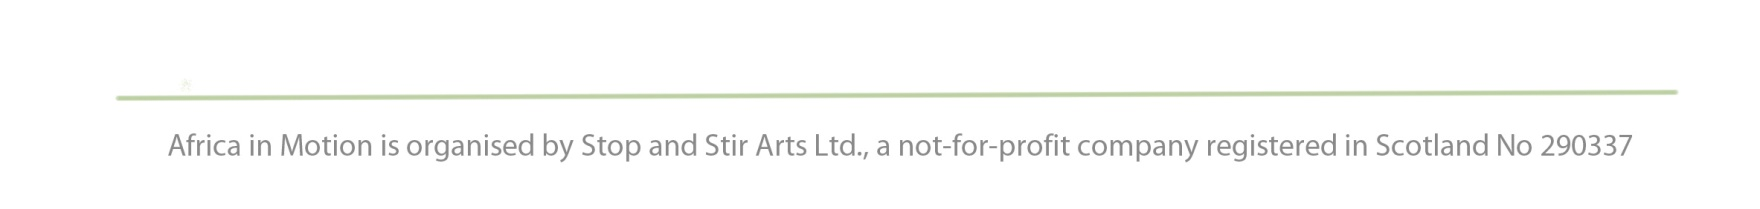 Africa in Motion is organised by Stop and Stir Arts Ltd., a not-for-profit company registered in Scotland No 290337